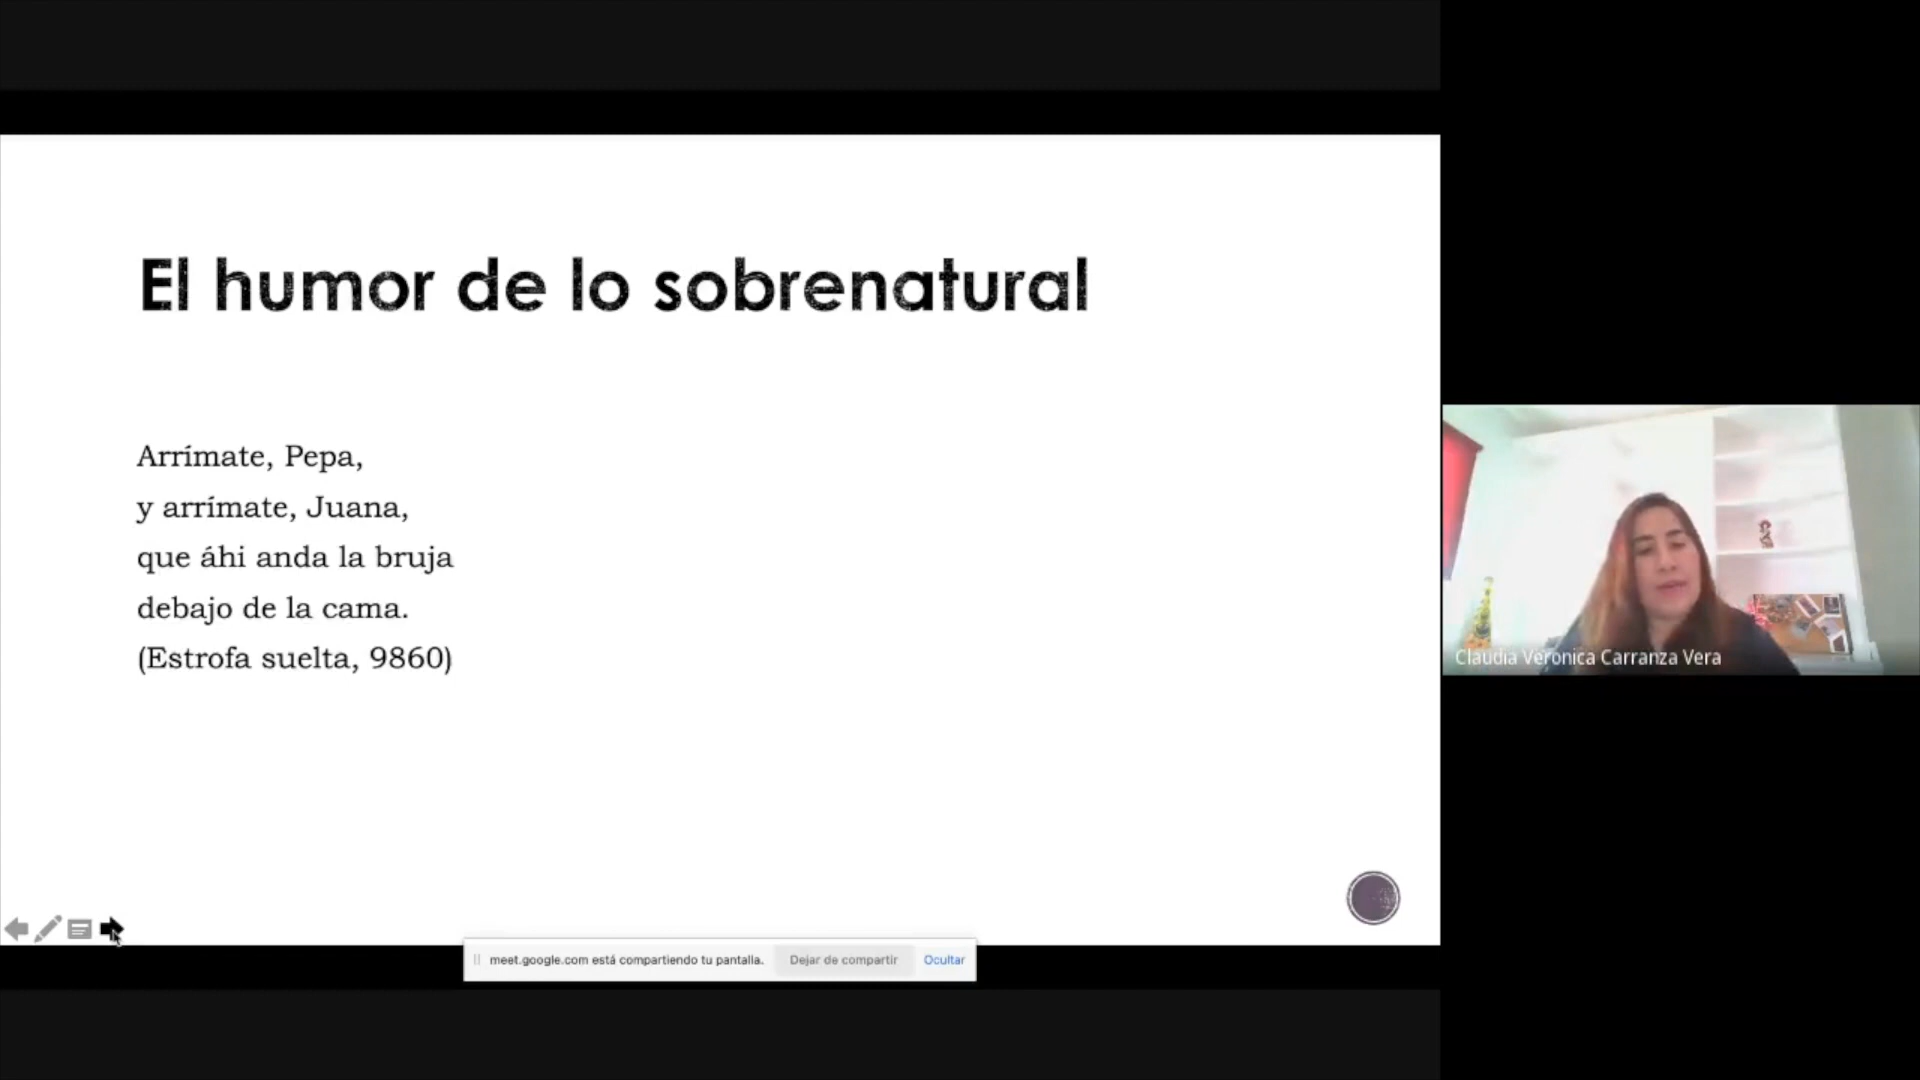 El humor de lo sobrenatural
Arrímate, Pepa,
y arrímate, Juana,
que áhi anda la bruja
debajo de la cama.
(Estrofa suelta, 9860)
Claudia Veronica Carranza Vera
meet.google.com está compartiendo tu pantalla. Dejar de compartir Ocultar